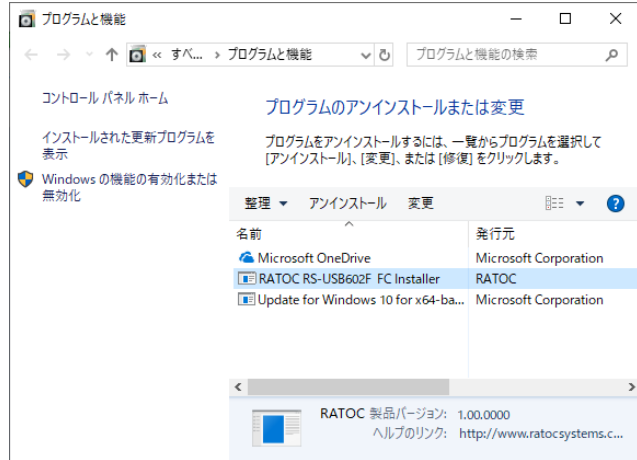 プログラムと機能
« すべ... › プログラムと機能
プログラムと機能の検索
コントロール パネル ホーム
インストールされた更新プログラムを
表示
Windows の機能の有効化または
無効化
プログラムのアンインストールまたは変更
プログラムをアンインストールするには、一覧からプログラムを選択して
[アンインストール]、[変更]、または [修復] をクリックします。
整理 アンインストール 変更
名前 発行元
Microsoft OneDrive Microsoft Corporation
RATOC RS-USB602F FC Installer RATOC
Update for Windows 10 for x64-ba... Microsoft Corporation
RATOC 製品バージョン: 1.00.0000
ヘルプのリンク: http://www.ratocsystems.c...